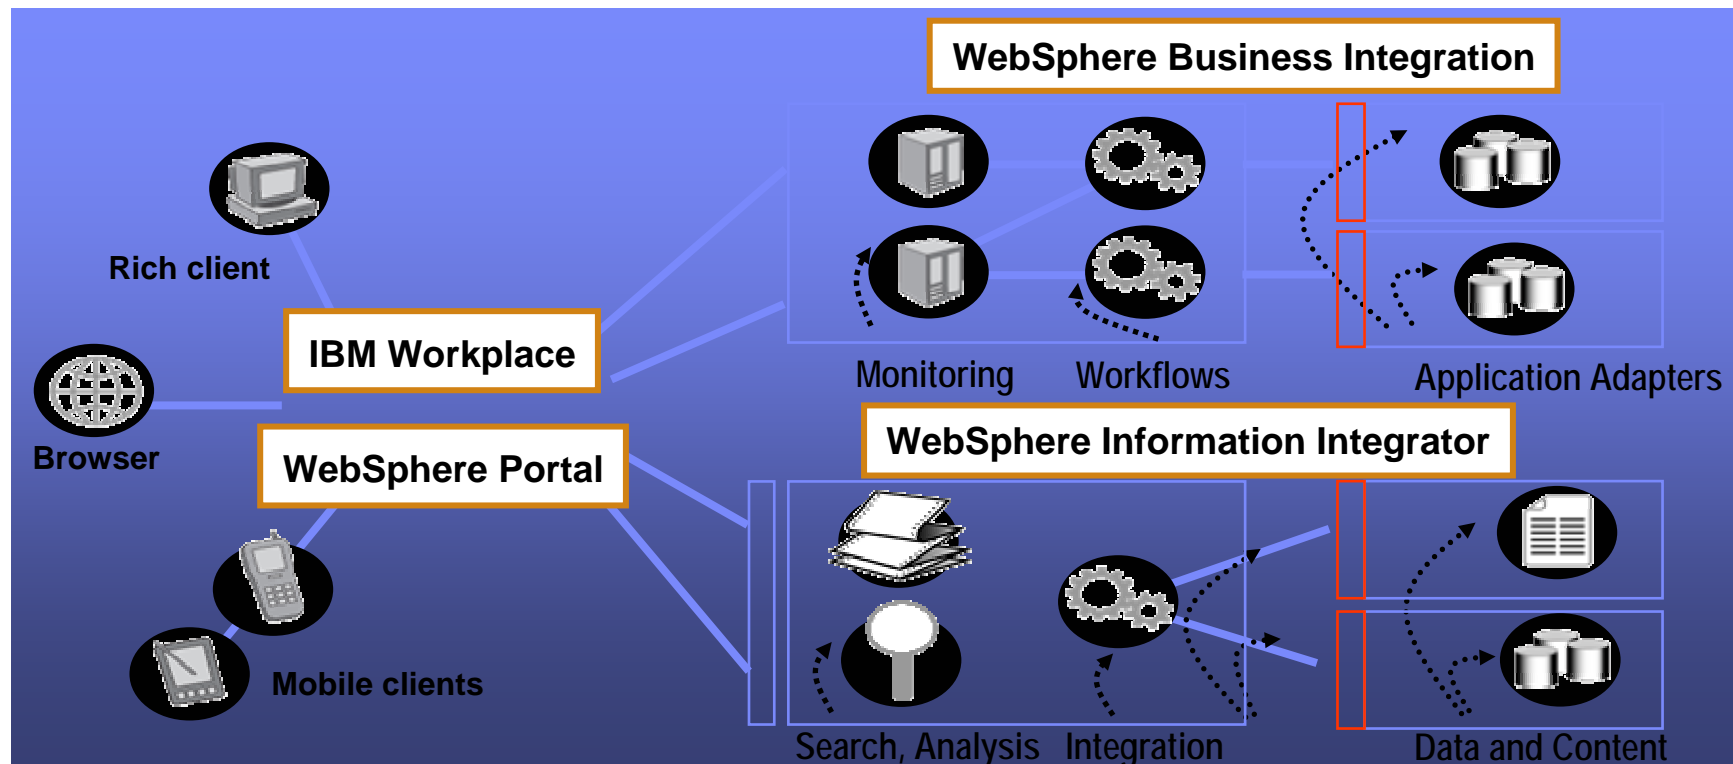 WebSphere Business Integration
Rich client
IBM Workplace
Monitoring
Workflows
Application Adapters
Browser
WebSphere Portal
WebSphere Information Integrator
Mobile clients
Search, Analysis
Integration
Data and Content